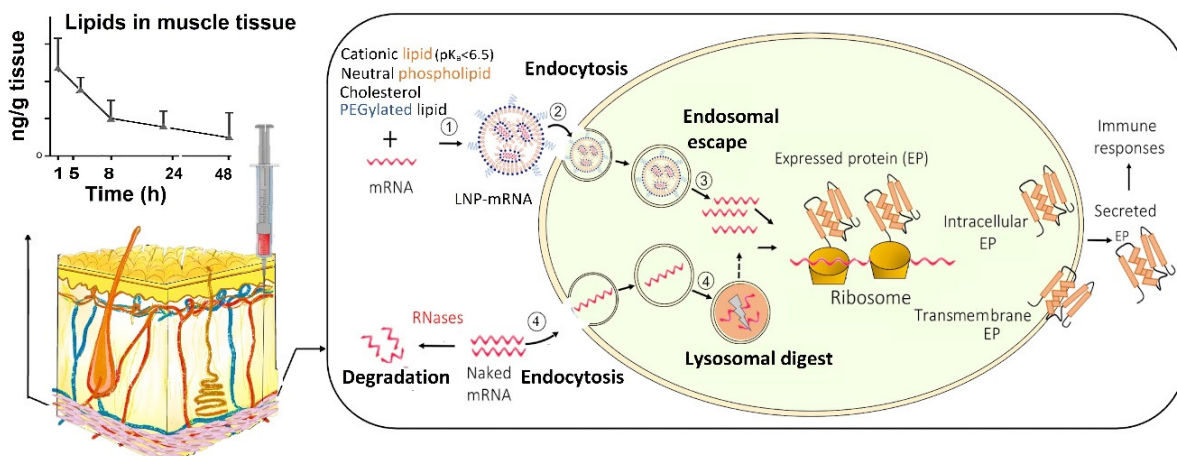 Lipids in muscle tissue
ng/g tissue
0
1 5 8 24 48
Time (h)
Cationic lipid (pKₐ<6.5)
Neutral phospholipid
Cholesterol
PEGylated lipid
+
mRNA
①
LNP-mRNA
②
Endocytosis
Endosomal
escape
③
Expressed protein (EP)
Ribosome
Intracellular
EP
Transmembrane
EP
Immune
responses
Secreted
EP
RNases
Degradation
Naked
mRNA
④
Endocytosis
④
Lysosomal digest